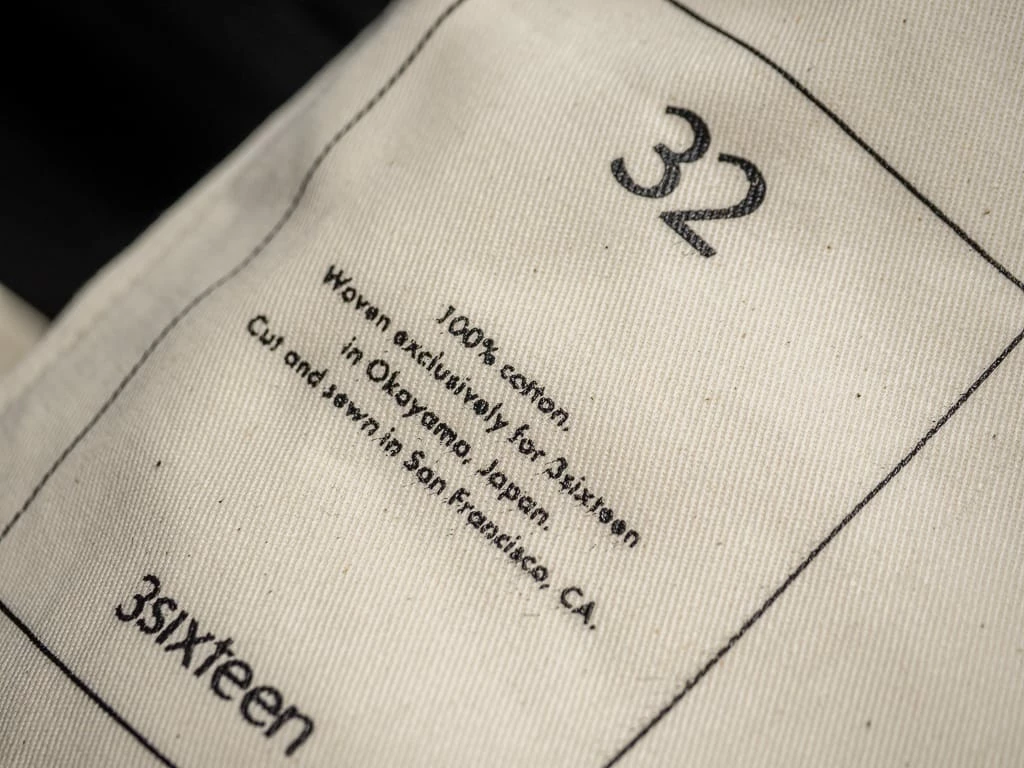 32
100% cotton.
Woven exclusively for 3sixteen
in Okayama, Japan.
Cut and sewn in San Francisco, CA.
3sixteen